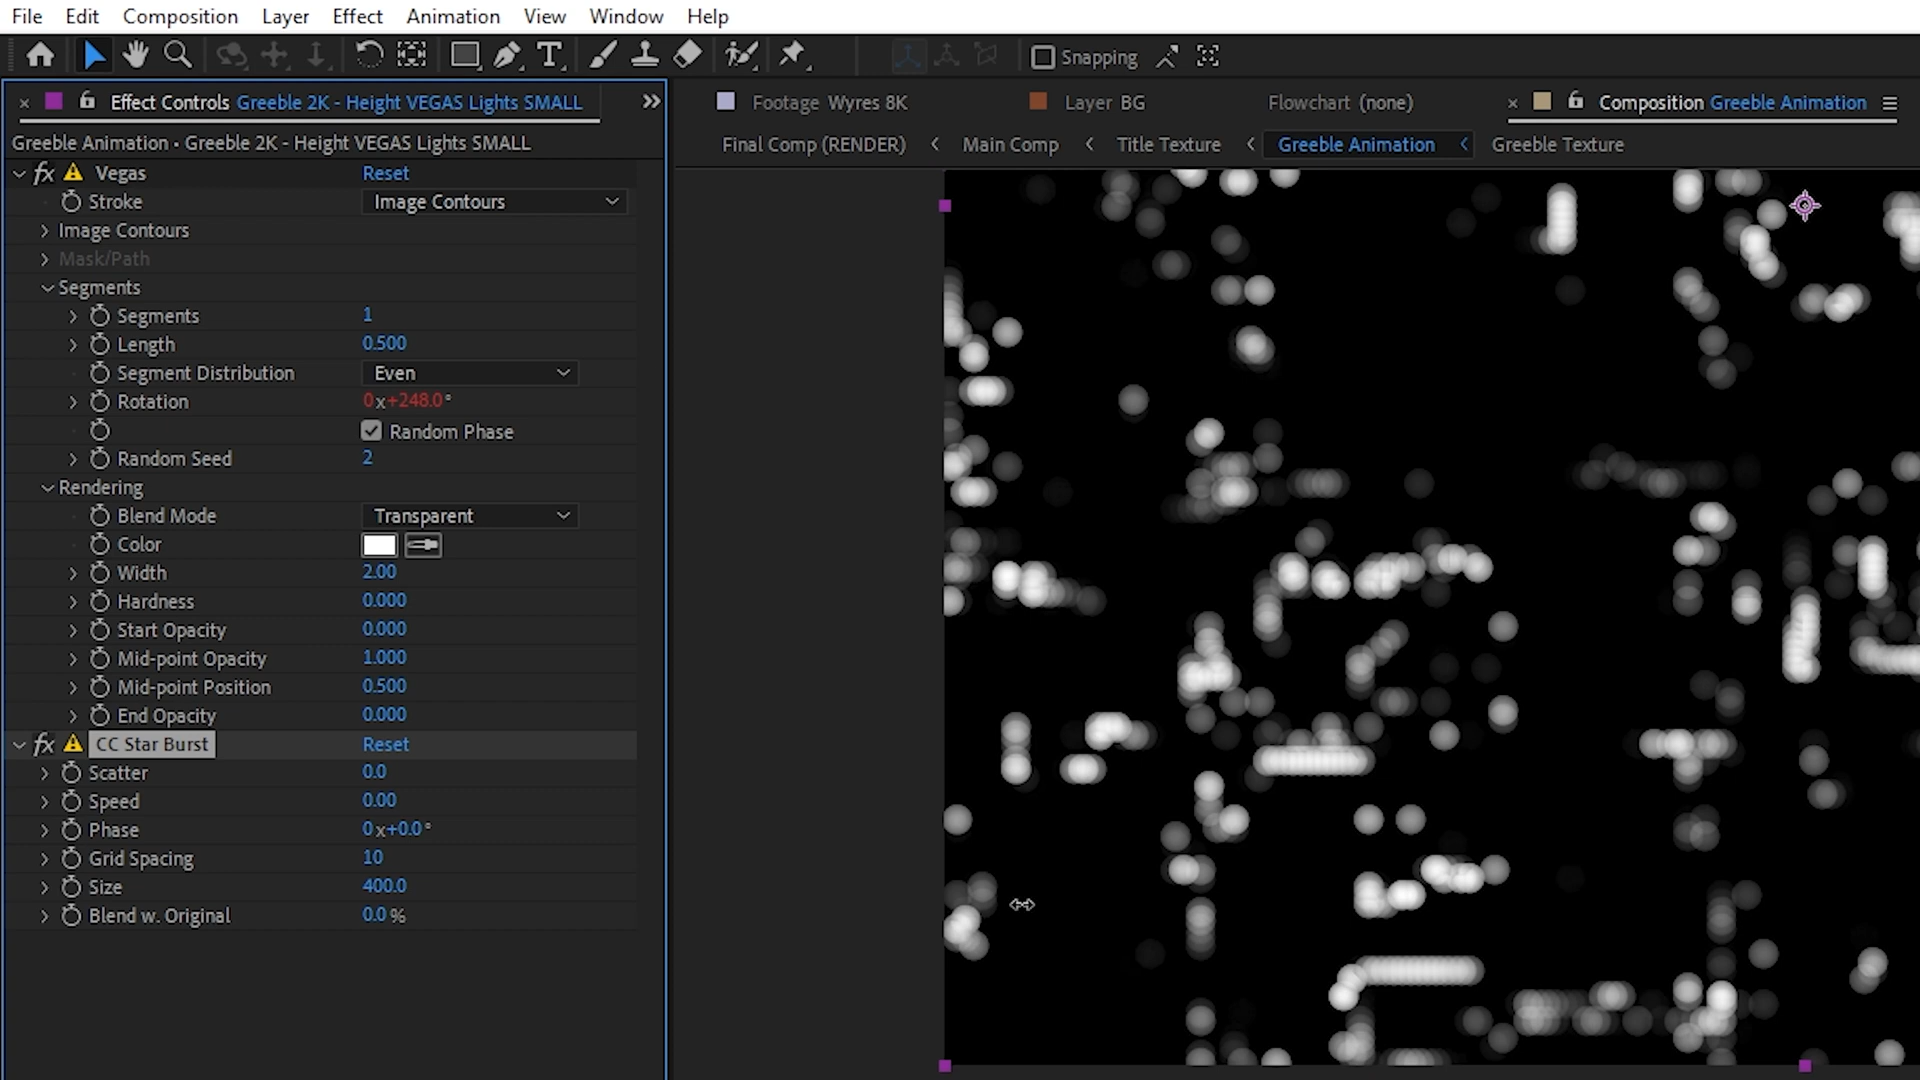 File Edit Composition Layer Effect Animation View Window Help
Snapping
Effect Controls Greeble 2K - Height VEGAS Lights SMALL
Footage Wyres 8K Layer BG Flowchart (none) Composition Greeble Animation
Greeble Animation • Greeble 2K - Height VEGAS Lights SMALL
Final Comp (RENDER) Main Comp Title Texture Greeble Animation Greeble Texture
fx Vegas Reset
Stroke Image Contours
Image Contours
Mask/Path
Segments
Segments 1
Length 0.500
Segment Distribution Even
Rotation 0x+248.0°
Random Phase
Random Seed 2
Rendering
Blend Mode Transparent
Color
Width 2.00
Hardness 0.000
Start Opacity 0.000
Mid-point Opacity 1.000
Mid-point Position 0.500
End Opacity 0.000
fx CC Star Burst Reset
Scatter 0.0
Speed 0.00
Phase 0x+0.0°
Grid Spacing 10
Size 400.0
Blend w. Original 0.0 %